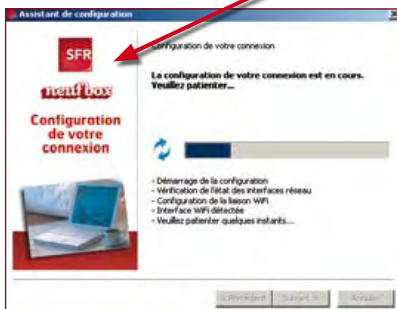 Assistant de configuration
SFR
neuf box
Configuration
de votre
connexion
Configuration de votre connexion
La configuration de votre connexion est en cours.
Veuillez patienter...
- Démarrage de la configuration
- Vérification de l'état des interfaces réseau
- Configuration de la liaison WiFi
- Interface WiFi détectée
- Veuillez patienter quelques instants...
< Précédent
Suivant >
Annuler